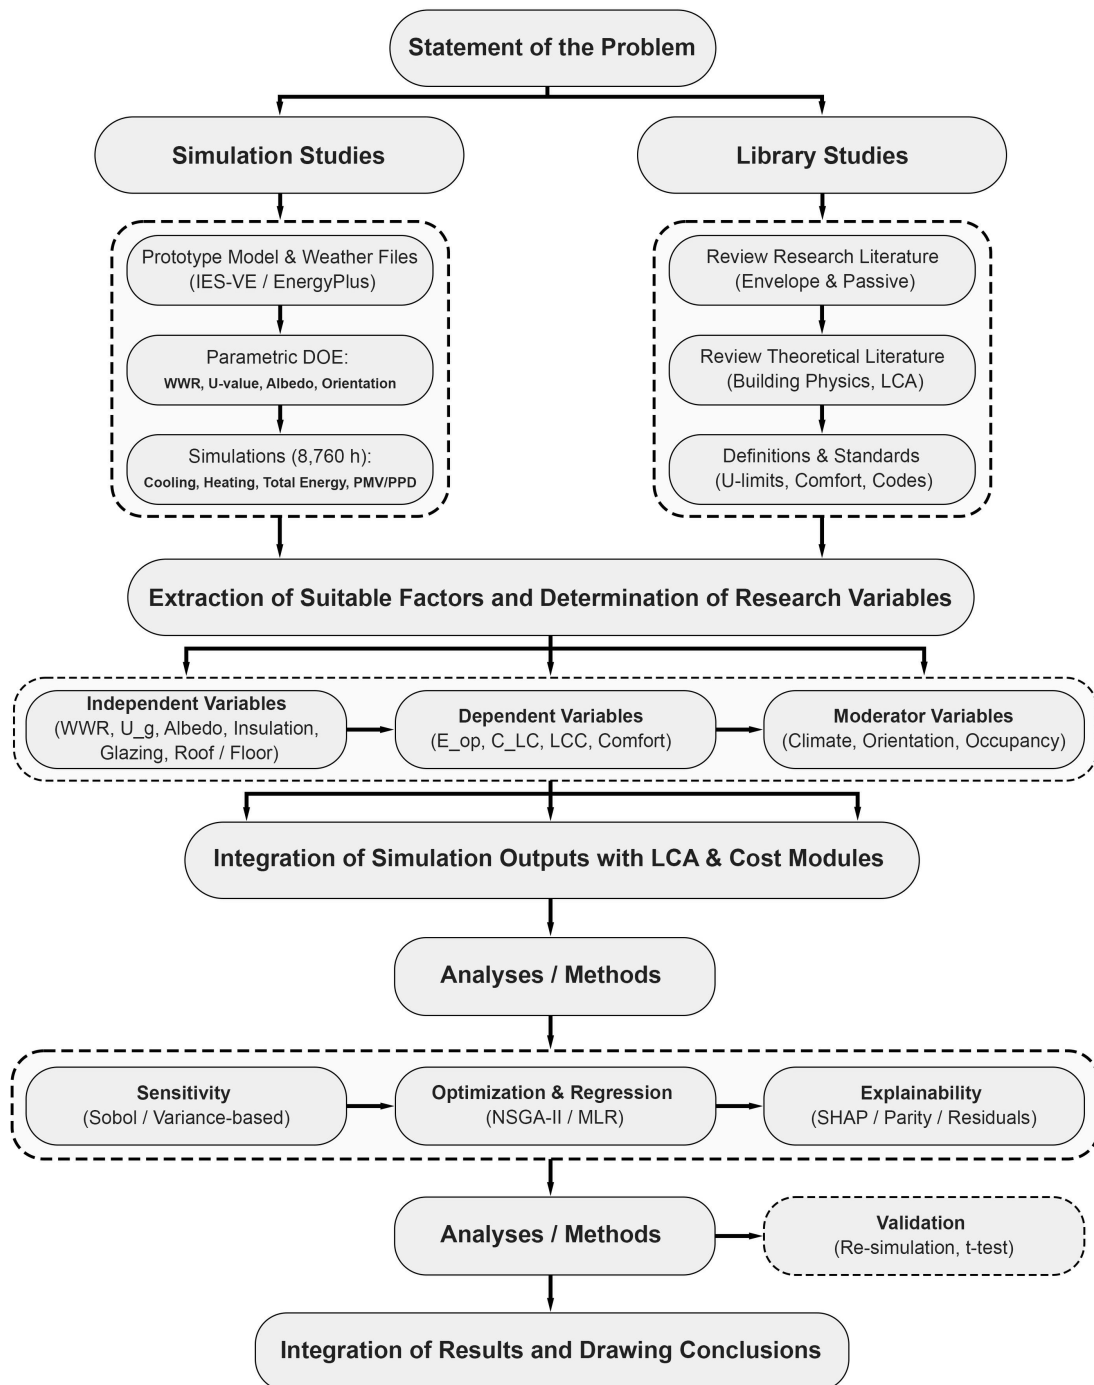 Statement of the Problem
Simulation Studies
Library Studies
Prototype Model & Weather Files
(IES-VE / EnergyPlus)
Parametric DOE:
WWR, U-value, Albedo, Orientation
Simulations (8,760 h):
Cooling, Heating, Total Energy, PMV/PPD
Review Research Literature
(Envelope & Passive)
Review Theoretical Literature
(Building Physics, LCA)
Definitions & Standards
(U-limits, Comfort, Codes)
Extraction of Suitable Factors and Determination of Research Variables
Independent Variables
(WWR, U_g, Albedo, Insulation,
Glazing, Roof / Floor)
Dependent Variables
(E_op, C_LC, LCC, Comfort)
Moderator Variables
(Climate, Orientation, Occupancy)
Integration of Simulation Outputs with LCA & Cost Modules
Analyses / Methods
Sensitivity
(Sobol / Variance-based)
Optimization & Regression
(NSGA-II / MLR)
Explainability
(SHAP / Parity / Residuals)
Analyses / Methods
Validation
(Re-simulation, t-test)
Integration of Results and Drawing Conclusions